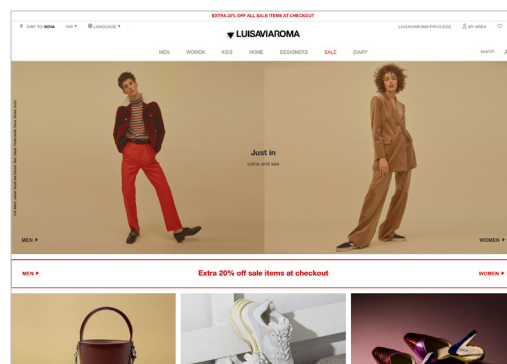 EXTRA 20% OFF ALL SALE ITEMS AT CHECKOUT
SHIP TO INDIA INR LANGUAGE LUISAVIAROMA PRIVILEGE MY AREA
LUISAVIAROMA
MEN WOMEN KIDS HOME DESIGNERS SALE DIARY search
Just in
come and see
MEN WOMEN
MEN Extra 20% off sale items at checkout WOMEN